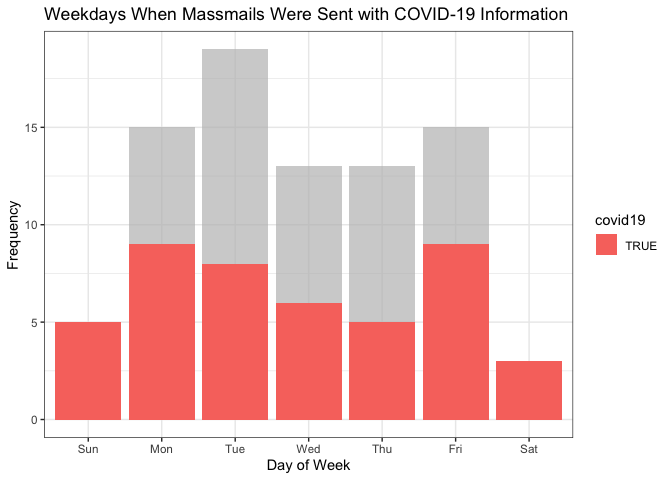 Weekdays When Massmails Were Sent with COVID-19 Information
Frequency
15
10
5
0
Sun Mon Tue Wed Thu Fri Sat
Day of Week
covid19
TRUE